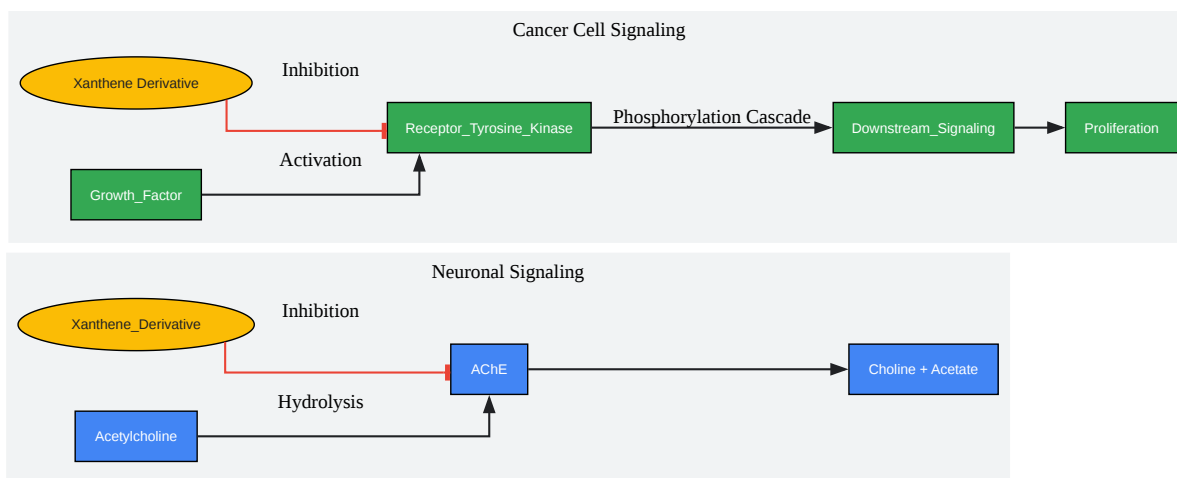 Cancer Cell Signaling
Xanthene Derivative
Inhibition
Receptor_Tyrosine_Kinase
Phosphorylation Cascade
Downstream_Signaling
Proliferation
Activation
Growth_Factor
Neuronal Signaling
Xanthene_Derivative
Inhibition
AChE
Choline + Acetate
Hydrolysis
Acetylcholine